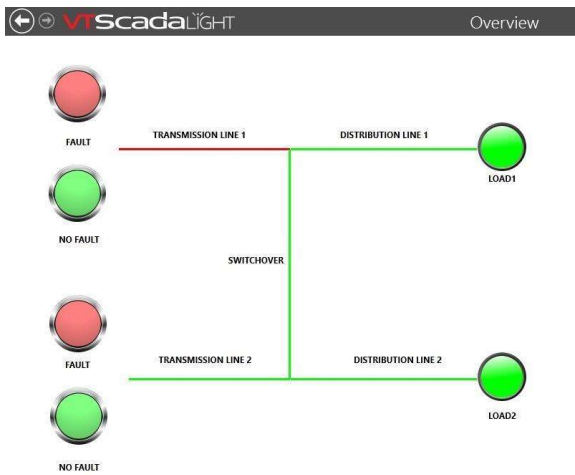 VTScadaLIGHT Overview
FAULT
TRANSMISSION LINE 1
DISTRIBUTION LINE 1
LOAD1
NO FAULT
SWITCHOVER
FAULT
TRANSMISSION LINE 2
DISTRIBUTION LINE 2
LOAD2
NO FAULT